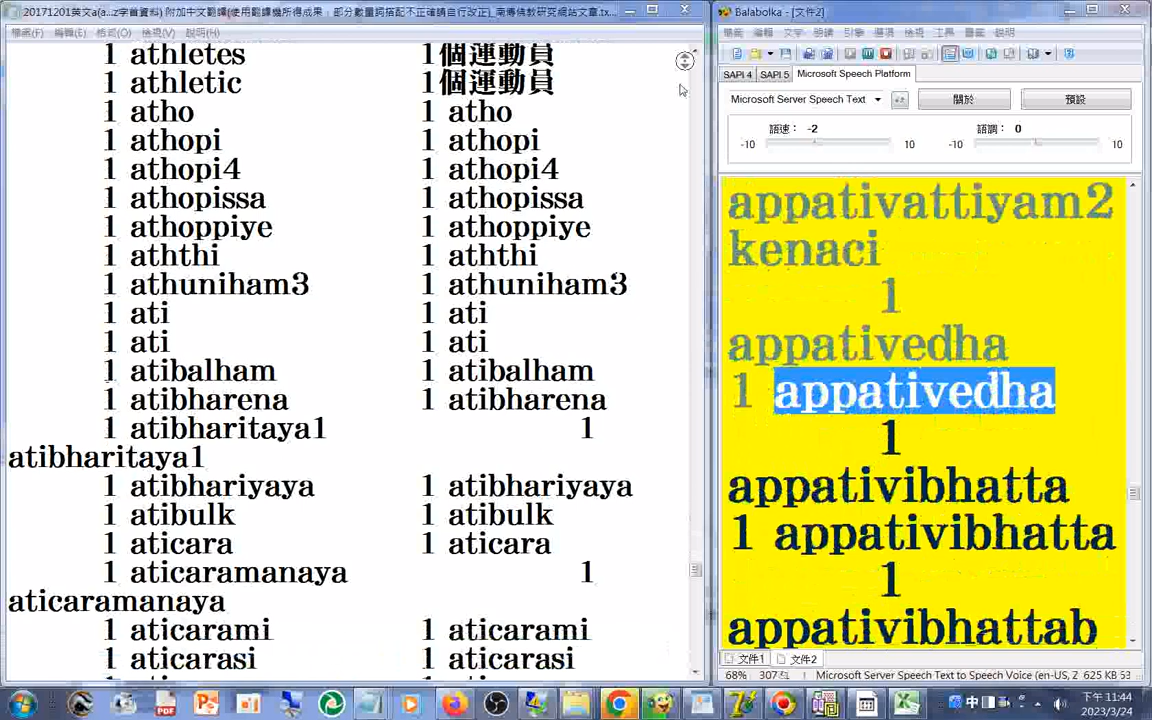 20171201英文a(a...z字首資料) 附加中文翻譯(使用翻譯機所得成果，部分數量詞搭配不正確請自行改正)_南傳佛教研究網站文章.tx...
檔案(F) 編輯(E) 格式(O) 檢視(V) 說明(H)
1 athletes 1個運動員
1 athletic 1個運動員
1 atho 1 atho
1 athopi 1 athopi
1 athopi4 1 athopi4
1 athopissa 1 athopissa
1 athoppiye 1 athoppiye
1 aththi 1 aththi
1 athuniham3 1 athuniham3
1 ati 1 ati
1 ati 1 ati
1 atibalham 1 atibalham
1 atibharena 1 atibharena
1 atibharitaya1 1
atibharitaya1
1 atibhariyaya 1 atibhariyaya
1 atibulk 1 atibulk
1 aticara 1 aticara
1 aticaramanaya 1
aticaramanaya
1 aticarami 1 aticarami
1 aticarasi 1 aticarasi
Balabolka - [文件2]
SAPI 4 SAPI 5 Microsoft Speech Platform
Microsoft Server Speech Text 關於 預設
語速： -2 語調： 0
-10 10 -10 10
appativattiyam2
kenaci
1
appativedha
1 appativedha
1
appativibhatta
1 appativibhatta
1
appativibhattab
文件1 文件2
68% Microsoft Server Speech Text to Speech Voice (en-US, Z 625 KB 53
中
下午 11:44
2023/3/24